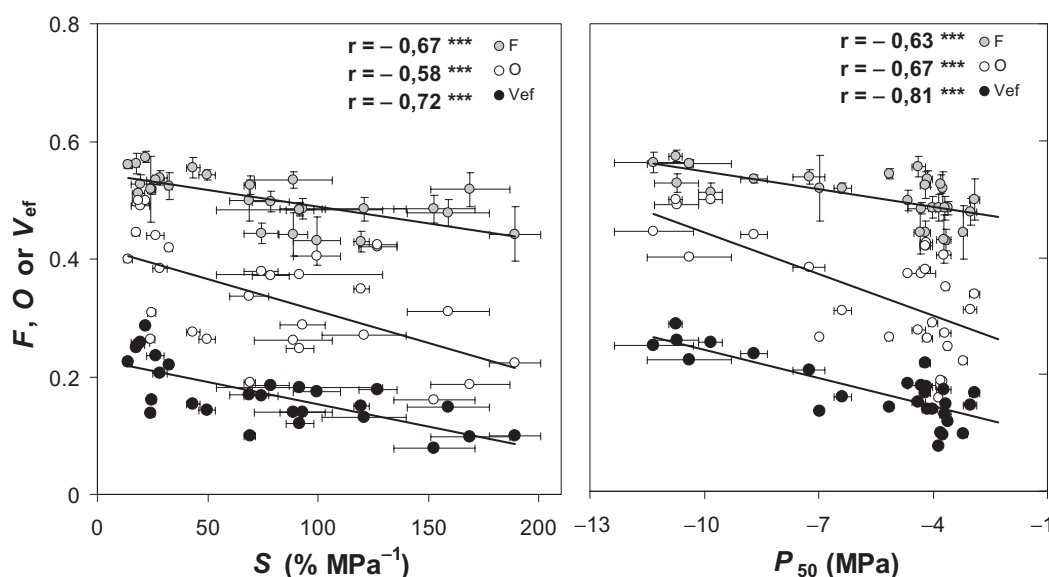 0.8
0.6
0.4
0.2
0
F, O or Vef
r = – 0,67 *** F
r = – 0,58 *** O
r = – 0,72 *** Vef
0 50 100 150 200
S (% MPa–1)
r = – 0,63 *** F
r = – 0,67 *** O
r = – 0,81 *** Vef
–13 –10 –7 –4 –1
P50 (MPa)